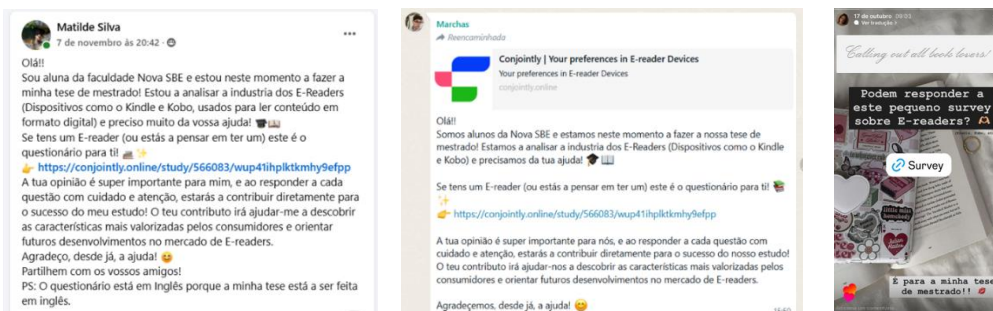 Matilde Silva
7 de novembro às 20:42 ·
Olá!!
Sou aluna da faculdade Nova SBE e estou neste momento a fazer a
minha tese de mestrado! Estou a analisar a industria dos E-Readers
(Dispositivos como o Kindle e Kobo, usados para ler conteúdo em
formato digital) e preciso muito da vossa ajuda! 🎓📖
Se tens um E-reader (ou estás a pensar em ter um) este é o
questionário para ti! 📚✨
👉 https://conjointly.online/study/566083/wup41ihplktkmhy9efpp
A tua opinião é super importante para mim, e ao responder a cada
questão com cuidado e atenção, estarás a contribuir diretamente para
o sucesso do meu estudo! O teu contributo irá ajudar-me a descobrir
as características mais valorizadas pelos consumidores e orientar
futuros desenvolvimentos no mercado de E-readers.
Agradeço, desde já, a ajuda! 😊
Partilhem com os vossos amigos!
PS: O questionário está em Inglês porque a minha tese está a ser feita
em inglês.
Marchas
Reencaminhada
Conjointly | Your preferences in E-reader Devices
Your preferences in E-reader Devices
conjointly.online
Olá!!
Somos alunos da Nova SBE e estamos neste momento a fazer a nossa tese de
mestrado! Estamos a analisar a industria dos E-Readers (Dispositivos como o Kindle
e Kobo) e precisamos da tua ajuda! 🎓📖
Se tens um E-reader (ou estás a pensar em ter um) este é o questionário para ti! 📚
✨
👉 https://conjointly.online/study/566083/wup41ihplktkmhy9efpp
A tua opinião é super importante para nós, e ao responder a cada questão com
cuidado e atenção, estarás a contribuir diretamente para o sucesso do nosso estudo!
O teu contributo irá ajudar-nos a descobrir as características mais valorizadas pelos
consumidores e orientar futuros desenvolvimentos no mercado de E-readers.
Agradecemos, desde já, a ajuda! 😊
17 de outubro 09:03
Ver tradução
Calling out all book lovers!
Podem responder a
este pequeno survey
sobre E-readers?
Survey
É para a minha tese
de mestrado!!